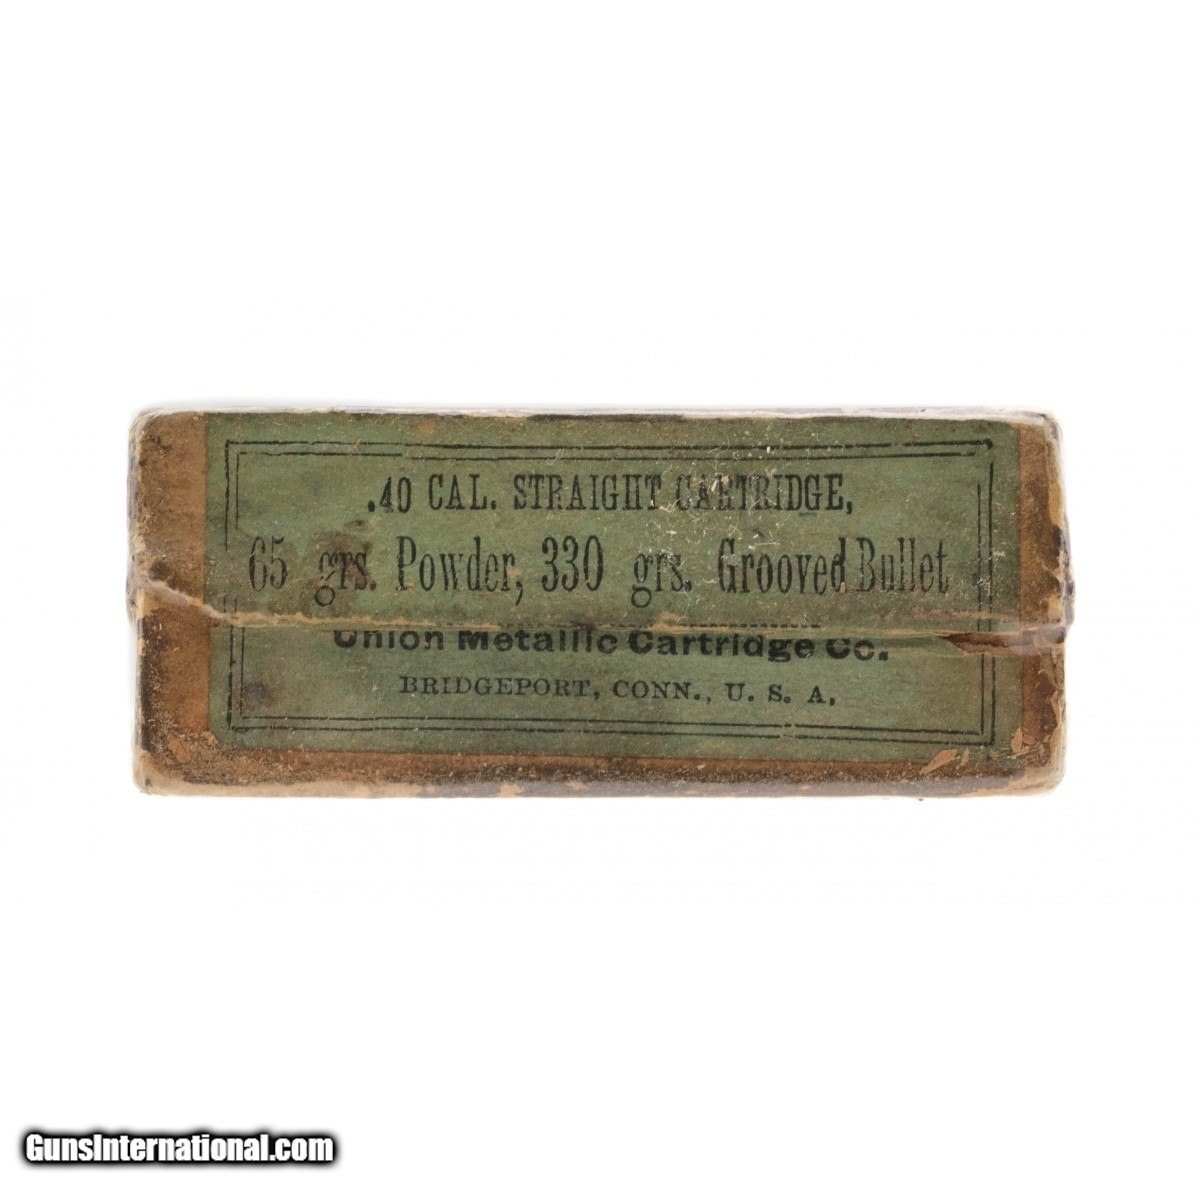 .40 CAL. STRAIGHT CARTRIDGE,
65 grs. Powder, 330 grs. Grooved Bullet
Union Metallic Cartridge Co.
BRIDGEPORT, CONN., U. S. A.
GunsInternational.com